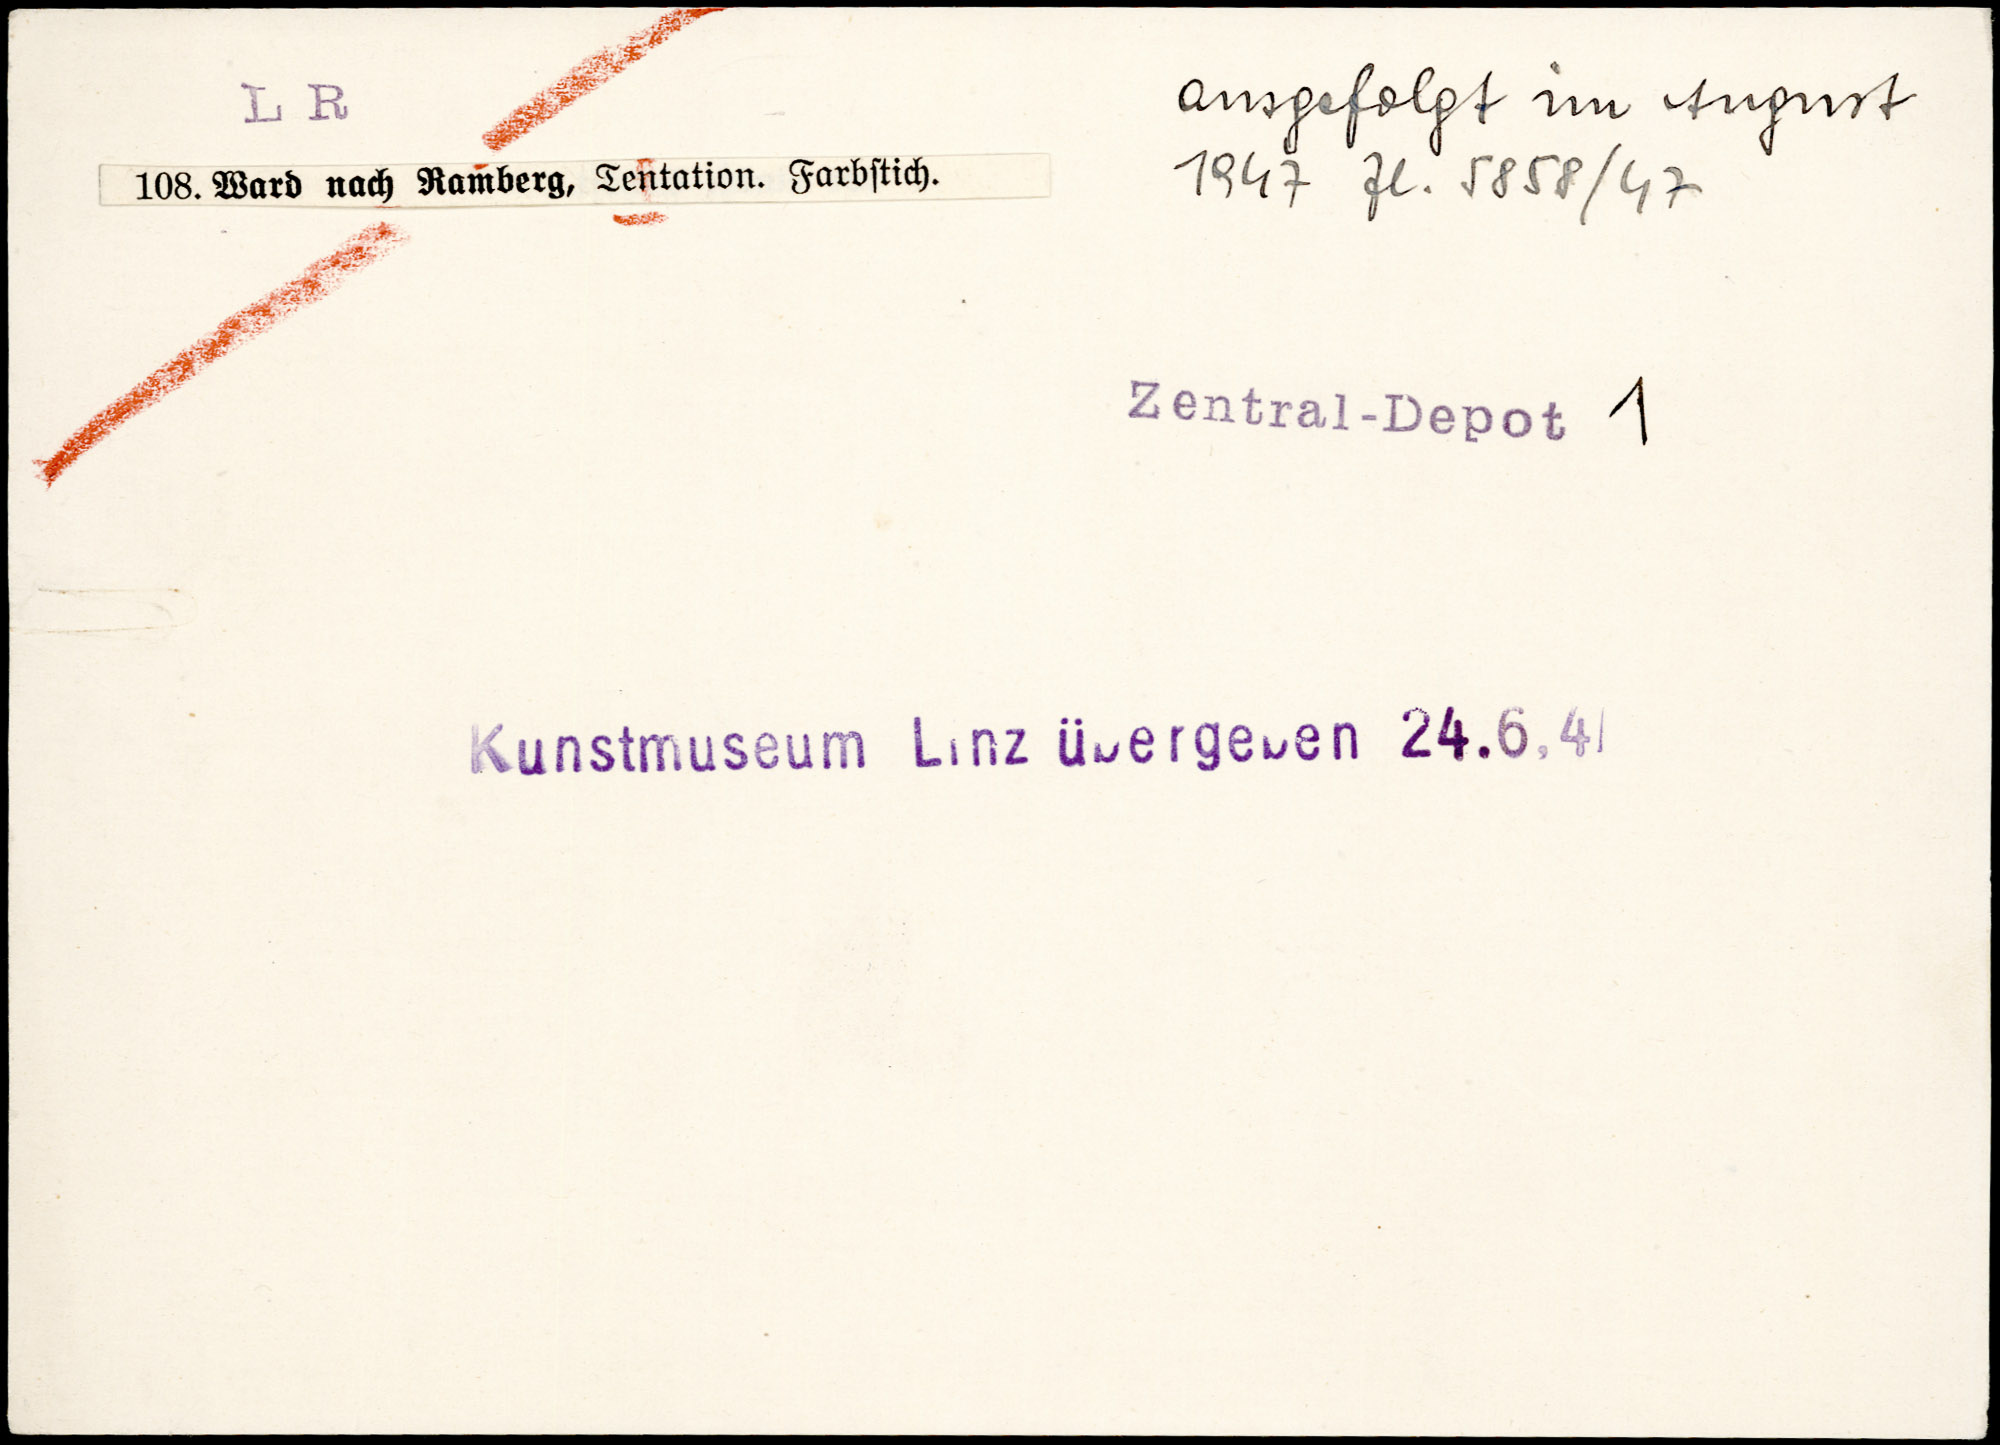 L R
ausgefolgt im August
1947 Zl. 5858/47
108. Ward nach Ramberg, Tentation. Farbſtich.
Zentral-Depot 1
Kunstmuseum Linz übergeben 24.6.41